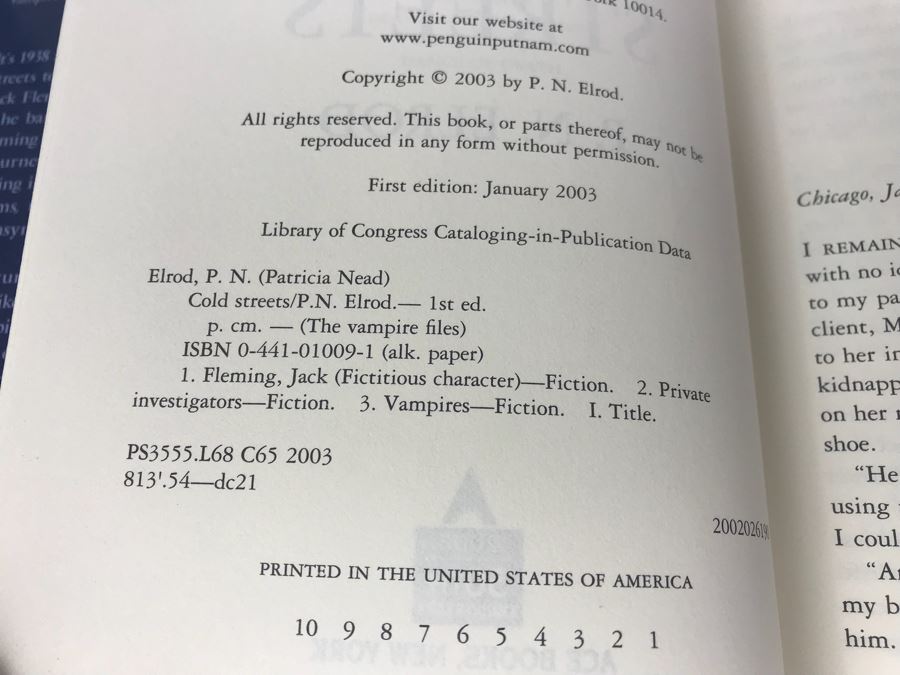 10014.
Visit our website at
www.penguinputnam.com
Copyright © 2003 by P. N. Elrod.
All rights reserved. This book, or parts thereof, may not be
reproduced in any form without permission.
First edition: January 2003
Library of Congress Cataloging-in-Publication Data
Elrod, P. N. (Patricia Nead)
Cold streets/P.N. Elrod.— 1st ed.
p. cm. — (The vampire files)
ISBN 0-441-01009-1 (alk. paper)
1. Fleming, Jack (Fictitious character)—Fiction. 2. Private
investigators—Fiction. 3. Vampires—Fiction. I. Title.
PS3555.L68 C65 2003
813'.54—dc21
PRINTED IN THE UNITED STATES OF AMERICA
10 9 8 7 6 5 4 3 2 1
Chicago,
I REMAIN
with no
to my
client,
to her
kidnapp
on her
shoe.
"He
using
I coul
my
him.